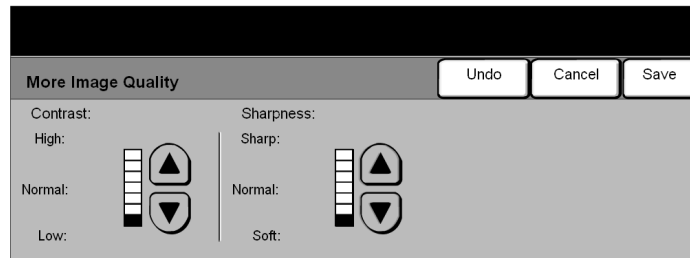 More Image Quality
Undo
Cancel
Save
Contrast:
Sharpness:
High:
Sharp:
Normal:
Normal:
Low:
Soft: